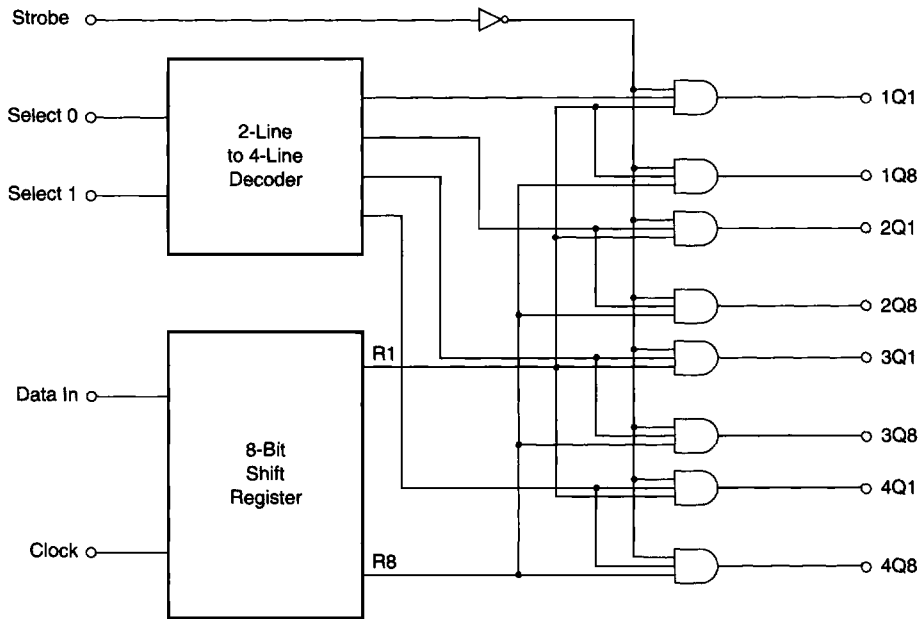 Strobe
Select 0
Select 1
2-Line
to 4-Line
Decoder
1Q1
1Q8
2Q1
2Q8
3Q1
3Q8
4Q1
4Q8
Data In
Clock
8-Bit
Shift
Register
R1
R8